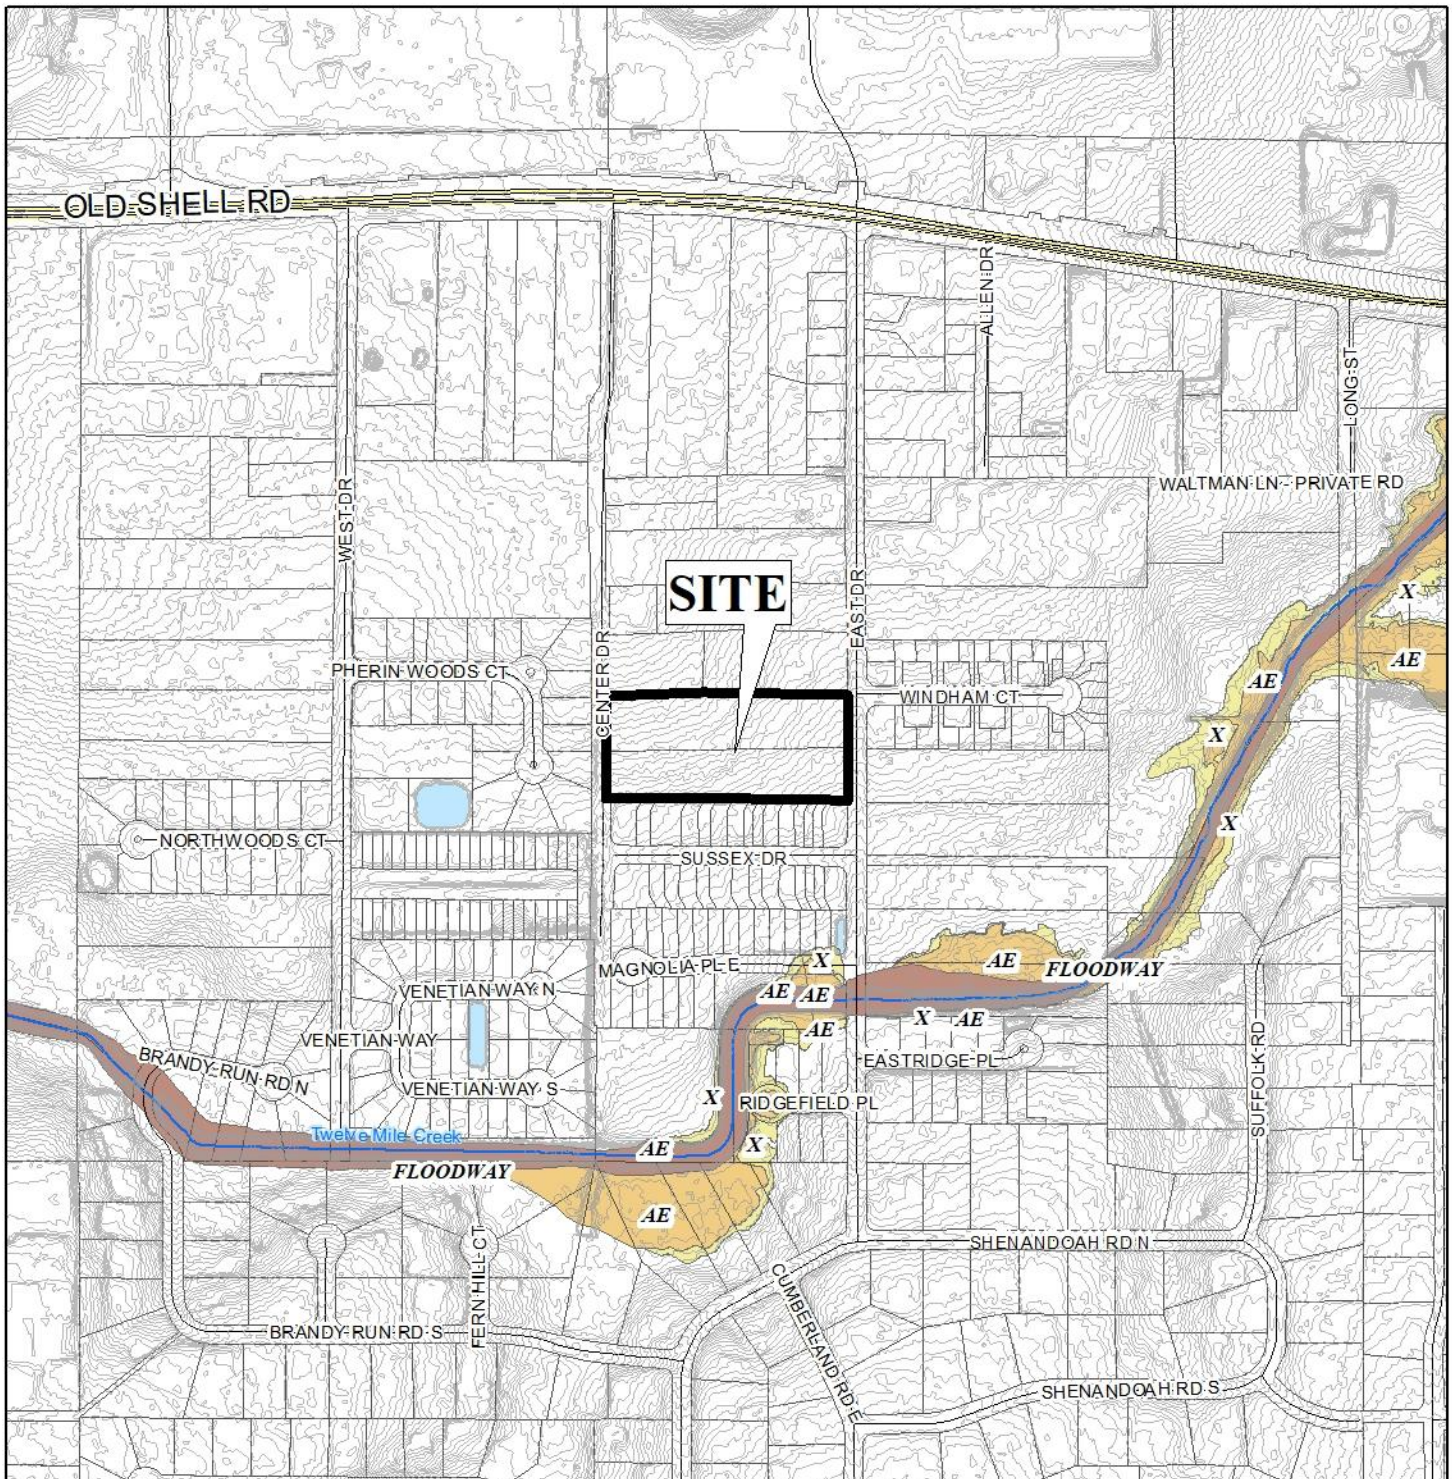 OLD SHELL RD
ALLEN DR
LONG ST
WALTMAN LN - PRIVATE RD
WEST DR
SITE
EAST DR
X
CENTER DR
PHERIN WOODS CT
AE
AE
WINDHAM CT
X
X
NORTHWOODS CT
SUSSEX DR
MAGNOLIA PL E
X
AE
FLOODWAY
VENETIAN WAY N
AE
AE
AE
X
AE
VENETIAN WAY
BRANDY RUN RD N
EASTRIDGE PL
SUFFOLK RD
VENETIAN WAY S
X
RIDGEFIELD PL
Twelve Mile Creek
AE
X
FLOODWAY
AE
SHENANDOAH RD N
FERN HILL CT
CUMBERLAND RD E
BRANDY RUN RD S
SHENANDOAH RD S